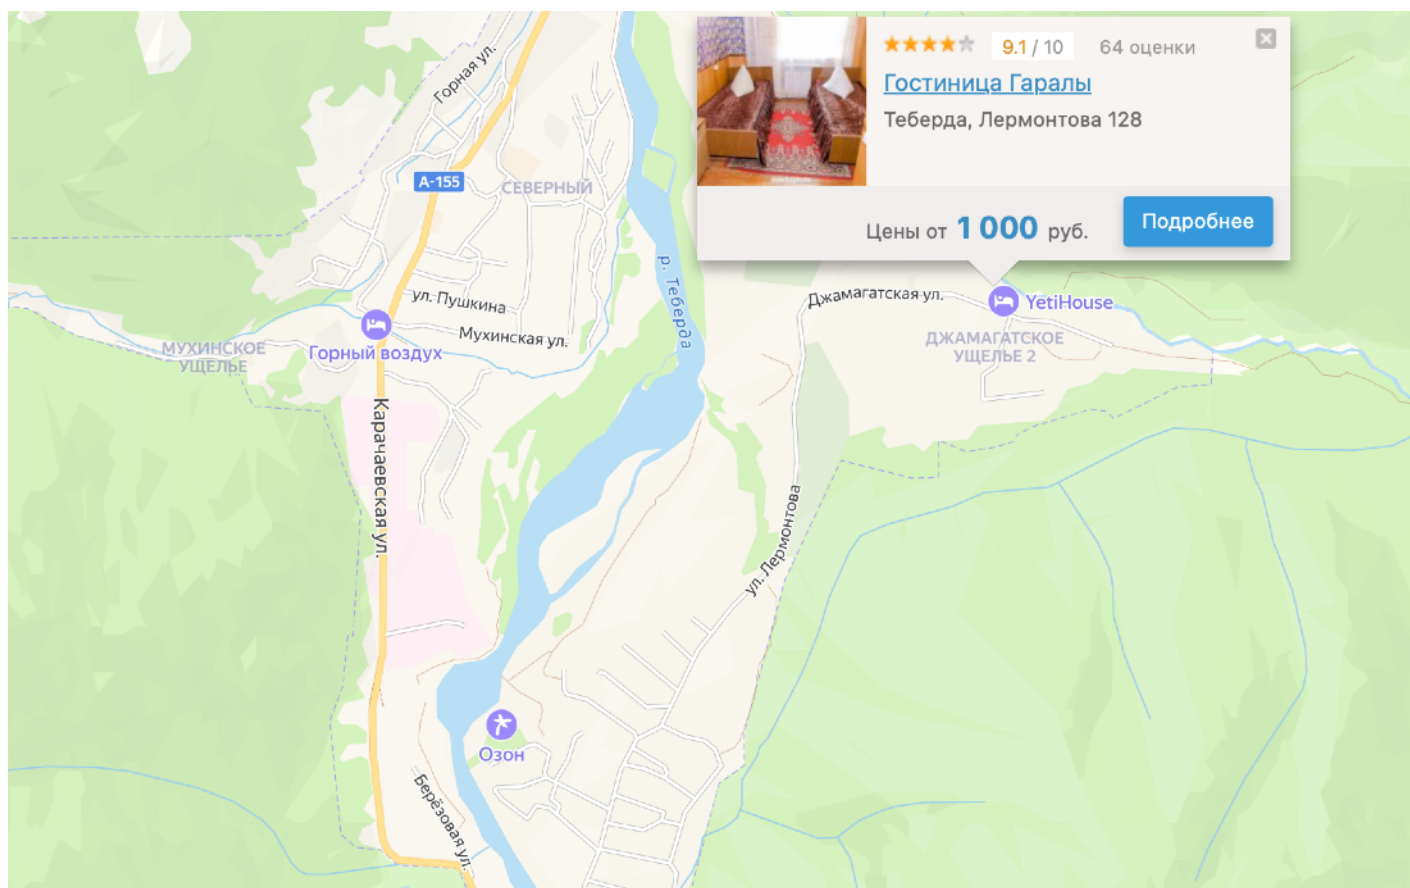 Горная ул.
9.1 / 10
64 оценки
Гостиница Гаралы
Теберда, Лермонтова 128
Цены от 1 000 руб.
Подробнее
А-155
СЕВЕРНЫЙ
р. Теберда
ул. Пушкина
Мухинская ул.
МУХИНСКОЕ
УЩЕЛЬЕ
Горный воздух
Джамагатская ул.
YetiHouse
ДЖАМАГАТСКОЕ
УЩЕЛЬЕ 2
Карачаевская ул.
ул. Лермонтова
Озон
Берёзовая ул.